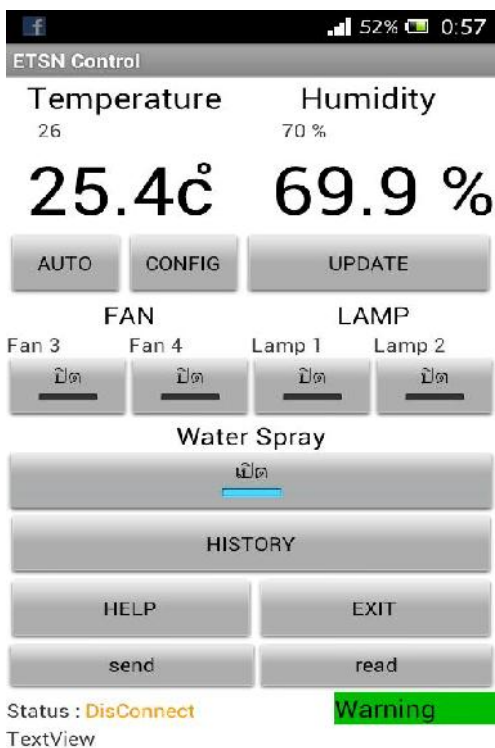 f 52% 0:57
ETSN Control
Temperature Humidity
26 70 %
25.4c° 69.9 %
AUTO CONFIG UPDATE
FAN LAMP
Fan 3 Fan 4 Lamp 1 Lamp 2
ปิด ปิด ปิด ปิด
Water Spray
เปิด
HISTORY
HELP EXIT
send read
Status : DisConnect Warning
TextView